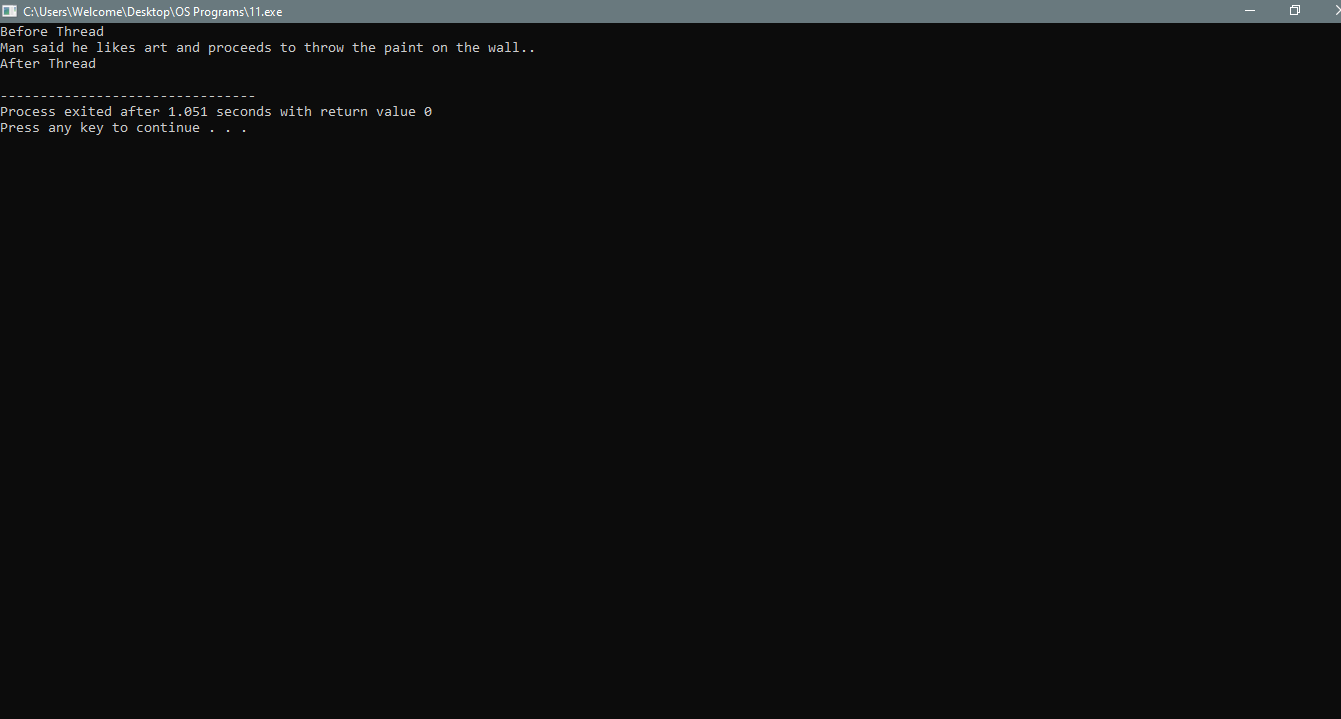 C:\Users\Welcome\Desktop\OS Programs\11.exe
Before Thread
Man said he likes art and proceeds to throw the paint on the wall..
After Thread
--------------------------------
Process exited after 1.051 seconds with return value 0
Press any key to continue . . .